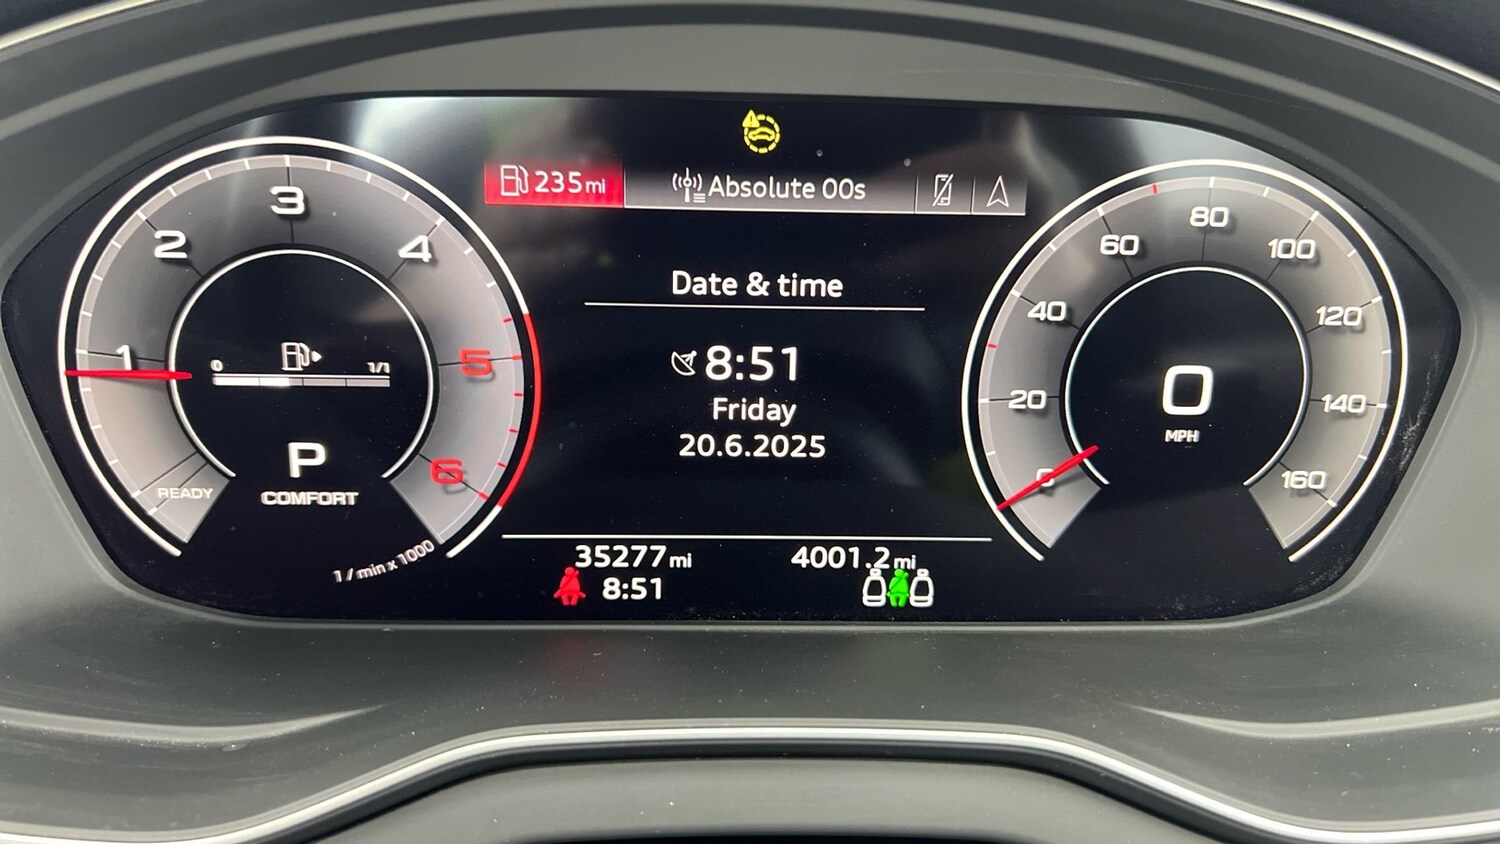 235mi
Absolute 00s
Date & time
8:51
Friday
20.6.2025
35277mi
4001.2mi
8:51
1
2
3
4
5
6
0
1/1
P
COMFORT
READY
1 / min x 1000
0
20
40
60
80
100
120
140
160
0
MPH